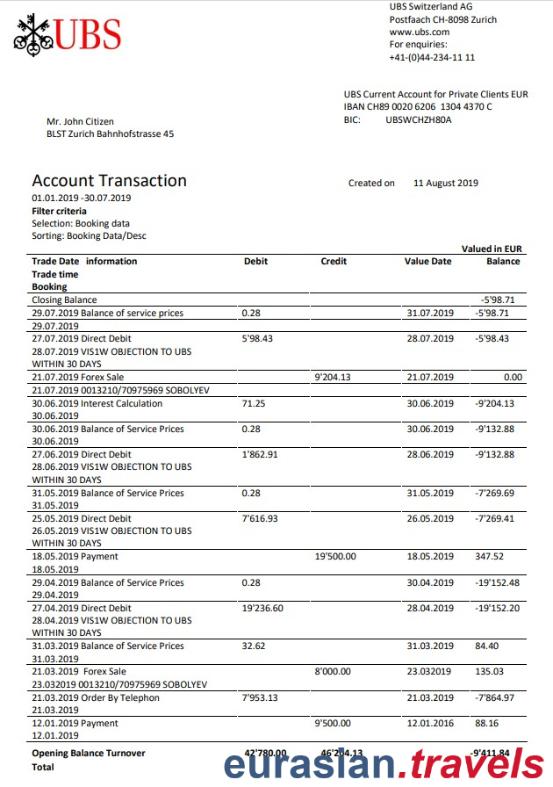 UBS
UBS Switzerland AG
Postfaach CH-8098 Zurich
www.ubs.com
For enquiries:
+41-(0)44-234-11 11
UBS Current Account for Private Clients EUR
IBAN CH89 0020 6206 1304 4370 C
BIC: UBSWCHZH80A
Mr. John Citizen
BLST Zurich Bahnhofstrasse 45
Account Transaction
Created on 11 August 2019
01.01.2019 -30.07.2019
Filter criteria
Selection: Booking data
Sorting: Booking Data/Desc
Valued in EUR
Trade Date information Debit Credit Value Date Balance
Trade time
Booking
Closing Balance -5'98.71
29.07.2019 Balance of service prices 0.28 31.07.2019 -5'98.71
29.07.2019
27.07.2019 Direct Debit 5'98.43 28.07.2019 -5'98.43
28.07.2019 VIS1W OBJECTION TO UBS
WITHIN 30 DAYS
21.07.2019 Forex Sale 9'204.13 21.07.2019 0.00
21.07.2019 0013210/70975969 SOBOLYEV
30.06.2019 Interest Calculation 71.25 30.06.2019 -9'204.13
30.06.2019
30.06.2019 Balance of Service Prices 0.28 30.06.2019 -9'132.88
30.06.2019
27.06.2019 Direct Debit 1'862.91 28.06.2019 -9'132.88
28.06.2019 VIS1W OBJECTION TO UBS
WITHIN 30 DAYS
31.05.2019 Balance of Service Prices 0.28 31.05.2019 -7'269.69
31.05.2019
25.05.2019 Direct Debit 7'616.93 26.05.2019 -7'269.41
26.05.2019 VIS1W OBJECTION TO UBS
WITHIN 30 DAYS
18.05.2019 Payment 19'500.00 18.05.2019 347.52
18.05.2019
29.04.2019 Balance of Service Prices 0.28 30.04.2019 -19'152.48
29.04.2019
27.04.2019 Direct Debit 19'236.60 28.04.2019 -19'152.20
28.04.2019 VIS1W OBJECTION TO UBS
WITHIN 30 DAYS
31.03.2019 Balance of Service Prices 32.62 31.03.2019 84.40
31.03.2019
21.03.2019 Forex Sale 8'000.00 23.032019 135.03
23.032019 0013210/70975969 SOBOLYEV
21.03.2019 Order By Telephon 7'953.13 21.03.2019 -7'864.97
21.03.2019
12.01.2019 Payment 9'500.00 12.01.2016 88.16
12.01.2019
Opening Balance Turnover 42'780.00 46'204.13 -9'411.84
Total
eurasian.travels